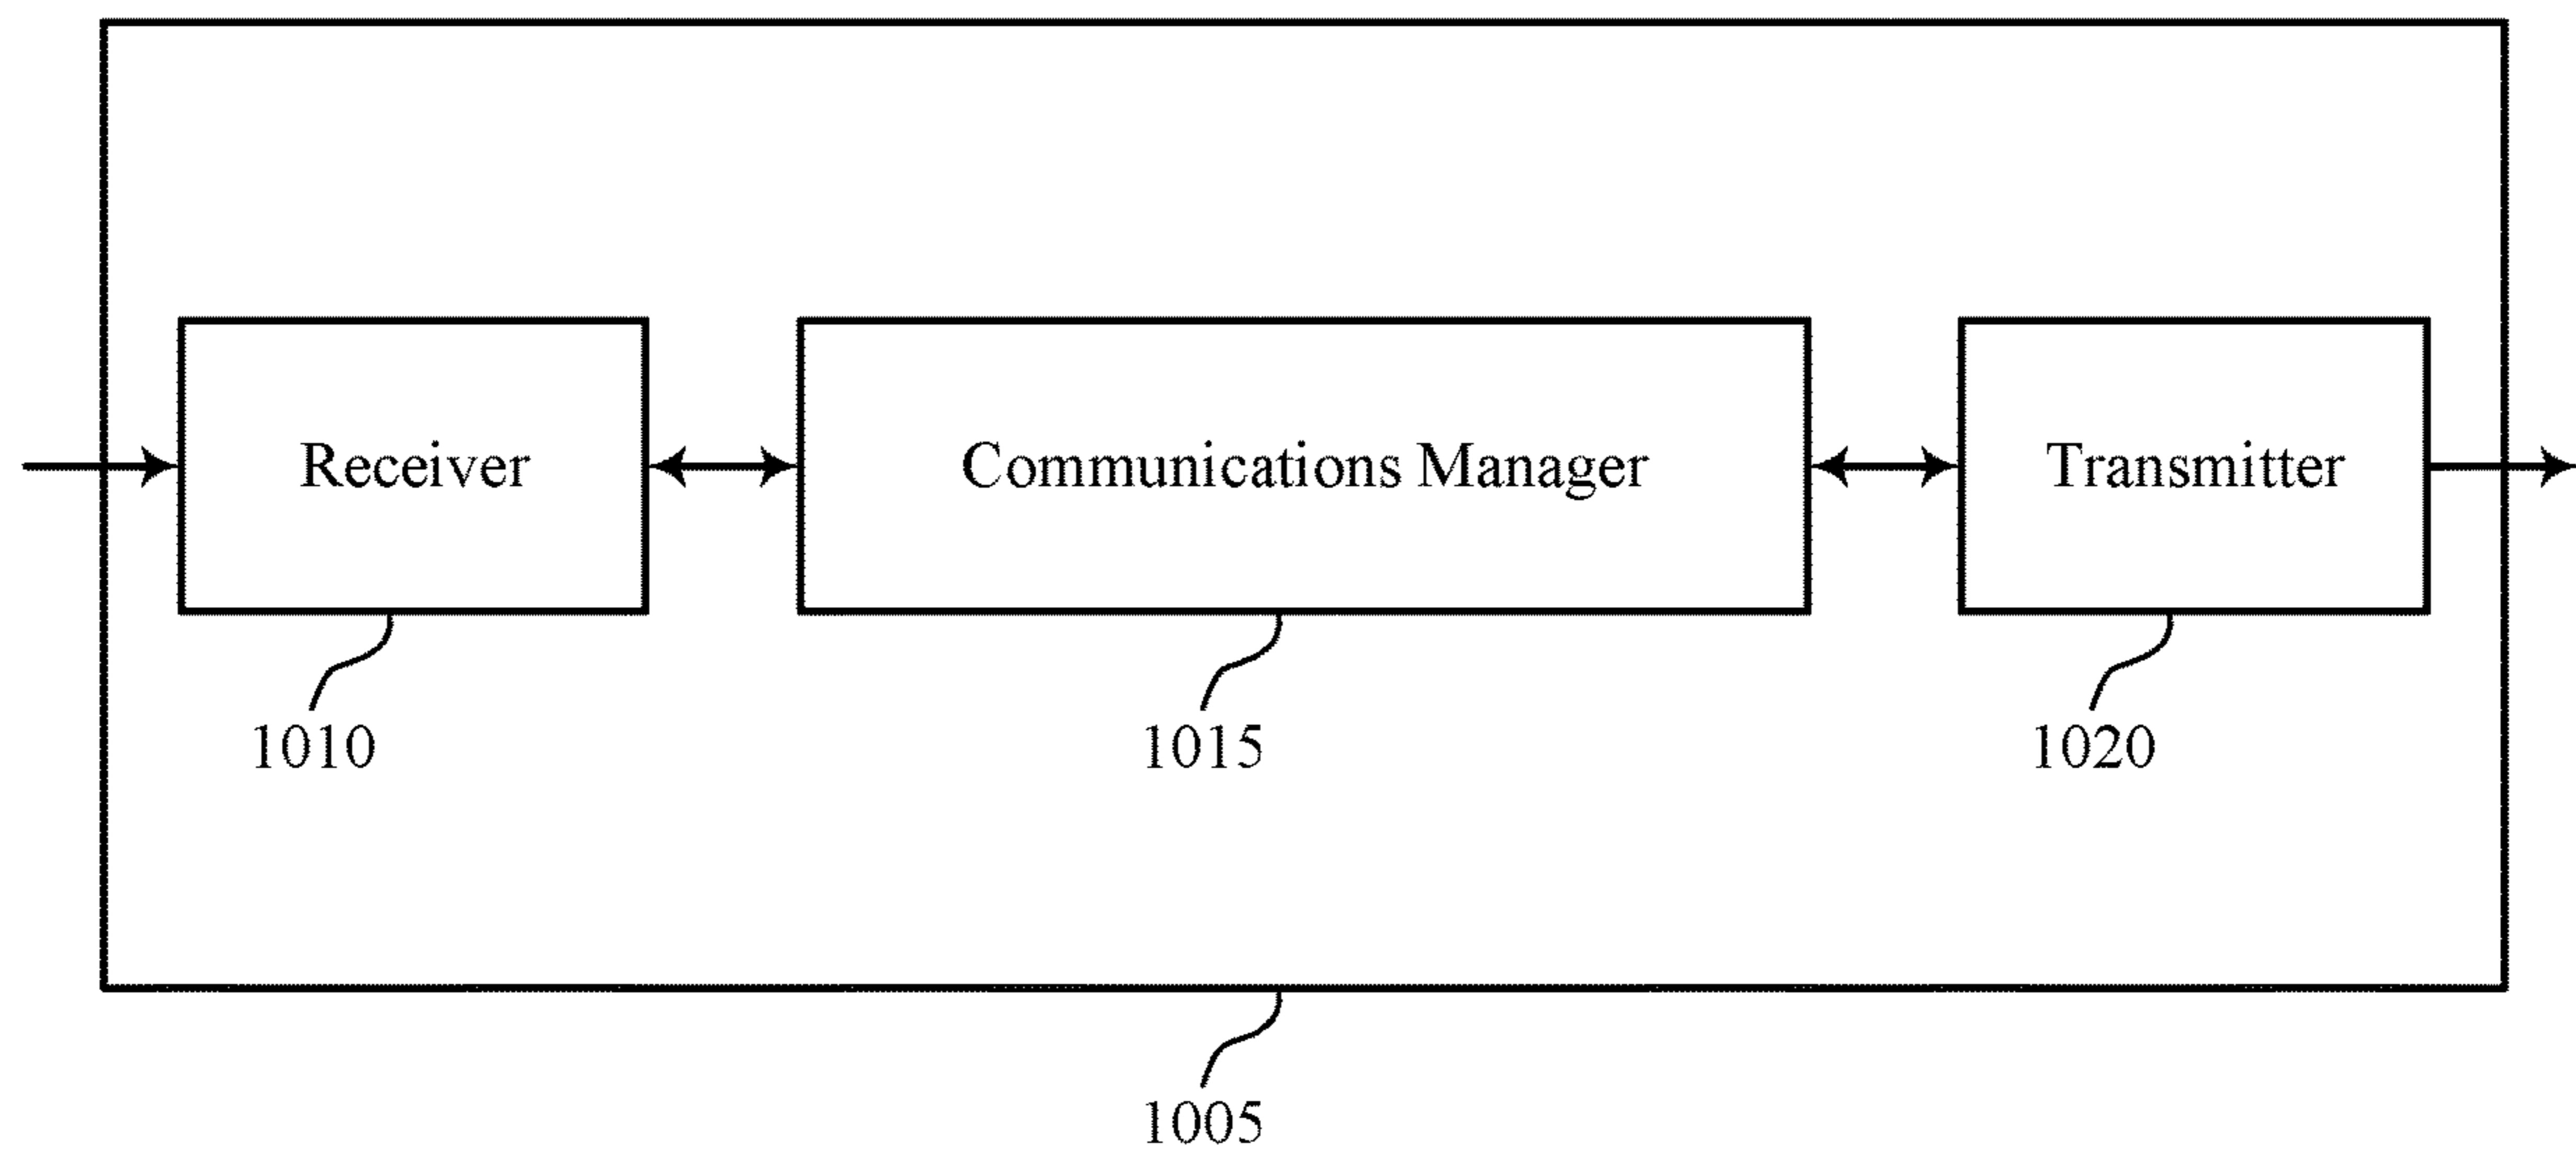 Receiver
Communications Manager
Transmitter
1010
1015
1020
1005